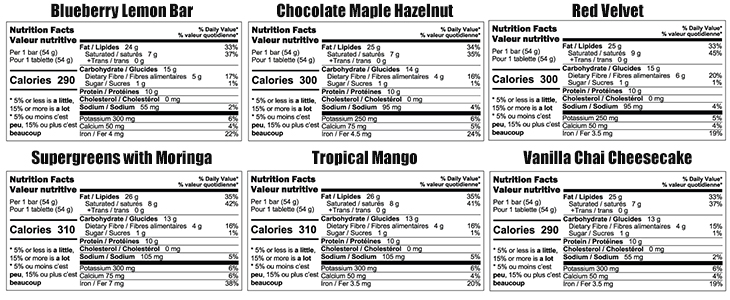 Blueberry Lemon Bar
Nutrition Facts
Valeur nutritive
Per 1 bar (54 g)
Pour 1 tablette (54 g)
Calories 290
* 5% or less is a little,
15% or more is a lot
* 5% ou moins c'est
peu, 15% ou plus c'est
beaucoup
% Daily Value*
% valeur quotidienne*
Fat / Lipides 24 g 33%
Saturated / saturés 7 g 37%
+Trans / trans 0 g
Carbohydrate / Glucides 15 g
Dietary Fibre / Fibres alimentaires 5 g 17%
Sugar / Sucres 1 g 1%
Protein / Protéines 10 g
Cholesterol / Cholestérol 0 mg
Sodium / Sodium 55 mg 2%
Potassium 300 mg 6%
Calcium 50 mg 4%
Iron / Fer 4 mg 22%
Chocolate Maple Hazelnut
Nutrition Facts
Valeur nutritive
Per 1 bar (54 g)
Pour 1 tablette (54 g)
Calories 300
* 5% or less is a little,
15% or more is a lot
* 5% ou moins c'est
peu, 15% ou plus c'est
beaucoup
% Daily Value*
% valeur quotidienne*
Fat / Lipides 25 g 34%
Saturated / saturés 7 g 35%
+Trans / trans 0 g
Carbohydrate / Glucides 14 g
Dietary Fibre / Fibres alimentaires 4 g 16%
Sugar / Sucres 1 g 1%
Protein / Protéines 10 g
Cholesterol / Cholestérol 0 mg
Sodium / Sodium 95 mg 4%
Potassium 250 mg 6%
Calcium 75 mg 5%
Iron / Fer 4.5 mg 24%
Red Velvet
Nutrition Facts
Valeur nutritive
Per 1 bar (54 g)
Pour 1 tablette (54 g)
Calories 300
* 5% or less is a little,
15% or more is a lot
* 5% ou moins c'est
peu, 15% ou plus c'est
beaucoup
% Daily Value*
% valeur quotidienne*
Fat / Lipides 25 g 33%
Saturated / saturés 9 g 45%
+Trans / trans 0 g
Carbohydrate / Glucides 15 g
Dietary Fibre / Fibres alimentaires 6 g 20%
Sugar / Sucres 1 g 1%
Protein / Protéines 10 g
Cholesterol / Cholestérol 0 mg
Sodium / Sodium 95 mg 4%
Potassium 250 mg 5%
Calcium 50 mg 4%
Iron / Fer 3.5 mg 19%
Supergreens with Moringa
Nutrition Facts
Valeur nutritive
Per 1 bar (54 g)
Pour 1 tablette (54 g)
Calories 310
* 5% or less is a little,
15% or more is a lot
* 5% ou moins c'est
peu, 15% ou plus c'est
beaucoup
% Daily Value*
% valeur quotidienne*
Fat / Lipides 26 g 35%
Saturated / saturés 8 g 42%
+Trans / trans 0 g
Carbohydrate / Glucides 13 g
Dietary Fibre / Fibres alimentaires 4 g 16%
Sugar / Sucres 1 g 1%
Protein / Protéines 10 g
Cholesterol / Cholestérol 0 mg
Sodium / Sodium 105 mg 5%
Potassium 300 mg 6%
Calcium 75 mg 6%
Iron / Fer 7 mg 38%
Tropical Mango
Nutrition Facts
Valeur nutritive
Per 1 bar (54 g)
Pour 1 tablette (54 g)
Calories 310
* 5% or less is a little,
15% or more is a lot
* 5% ou moins c'est
peu, 15% ou plus c'est
beaucoup
% Daily Value*
% valeur quotidienne*
Fat / Lipides 26 g 35%
Saturated / saturés 8 g 41%
+Trans / trans 0 g
Carbohydrate / Glucides 13 g
Dietary Fibre / Fibres alimentaires 4 g 16%
Sugar / Sucres 1 g 1%
Protein / Protéines 10 g
Cholesterol / Cholestérol 0 mg
Sodium / Sodium 105 mg 5%
Potassium 300 mg 6%
Calcium 50 mg 4%
Iron / Fer 3.5 mg 20%
Vanilla Chai Cheesecake
Nutrition Facts
Valeur nutritive
Per 1 bar (54 g)
Pour 1 tablette (54 g)
Calories 290
* 5% or less is a little,
15% or more is a lot
* 5% ou moins c'est
peu, 15% ou plus c'est
beaucoup
% Daily Value*
% valeur quotidienne*
Fat / Lipides 25 g 33%
Saturated / saturés 7.5 g 37%
+Trans / trans 0 g
Carbohydrate / Glucides 13 g
Dietary Fibre / Fibres alimentaires 4 g 15%
Sugar / Sucres 1 g 1%
Protein / Protéines 10 g
Cholesterol / Cholestérol 0 mg
Sodium / Sodium 55 mg 2%
Potassium 300 mg 6%
Calcium 50 mg 4%
Iron / Fer 3.5 mg 19%